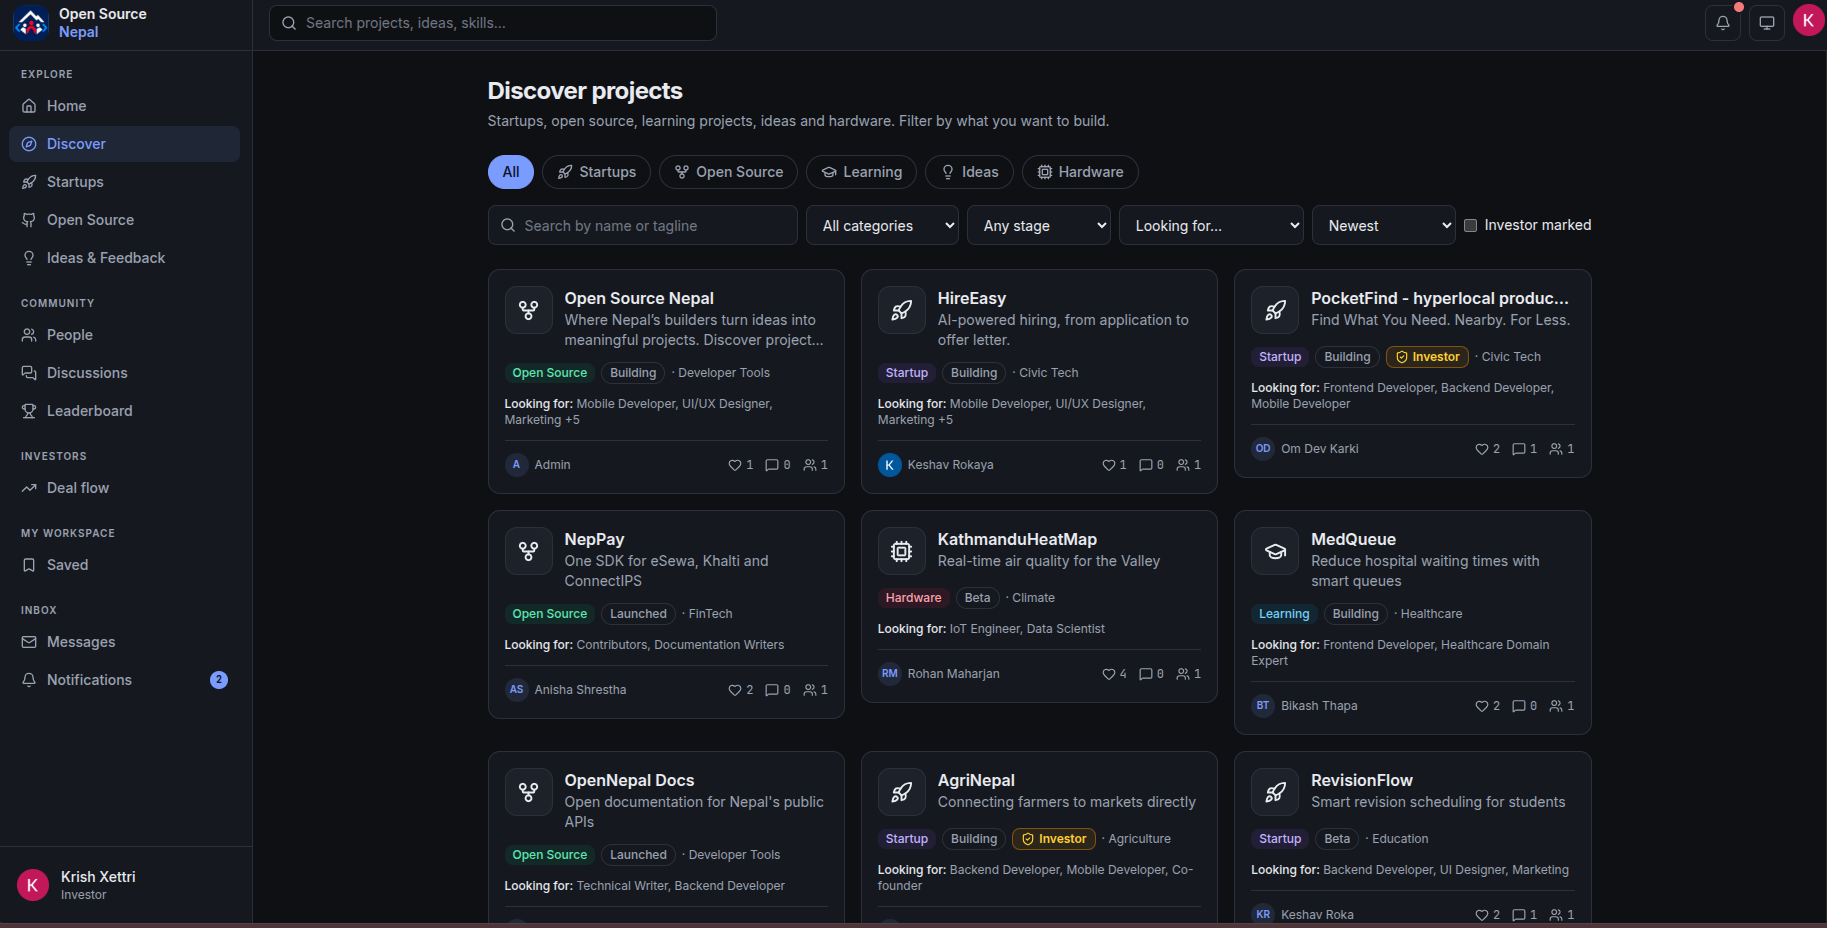 Open Source
Nepal
Search projects, ideas, skills...
K
EXPLORE
Home
Discover
Startups
Open Source
Ideas & Feedback
COMMUNITY
People
Discussions
Leaderboard
INVESTORS
Deal flow
MY WORKSPACE
Saved
INBOX
Messages
Notifications 2
K
Krish Xettri
Investor
Discover projects
Startups, open source, learning projects, ideas and hardware. Filter by what you want to build.
All Startups Open Source Learning Ideas Hardware
Search by name or tagline All categories Any stage Looking for... Newest Investor marked
Open Source Nepal
Where Nepal’s builders turn ideas into
meaningful projects. Discover project...
Open Source Building · Developer Tools
Looking for: Mobile Developer, UI/UX Designer,
Marketing +5
A Admin 1 0 1
HireEasy
AI-powered hiring, from application to
offer letter.
Startup Building · Civic Tech
Looking for: Mobile Developer, UI/UX Designer,
Marketing +5
K Keshav Rokaya 1 0 1
PocketFind - hyperlocal produc...
Find What You Need. Nearby. For Less.
Startup Building Investor · Civic Tech
Looking for: Frontend Developer, Backend Developer,
Mobile Developer
OD Om Dev Karki 2 1 1
NepPay
One SDK for eSewa, Khalti and
ConnectIPS
Open Source Launched · FinTech
Looking for: Contributors, Documentation Writers
AS Anisha Shrestha 2 0 1
KathmanduHeatMap
Real-time air quality for the Valley
Hardware Beta · Climate
Looking for: IoT Engineer, Data Scientist
RM Rohan Maharjan 4 0 1
MedQueue
Reduce hospital waiting times with
smart queues
Learning Building · Healthcare
Looking for: Frontend Developer, Healthcare Domain
Expert
BT Bikash Thapa 2 0 1
OpenNepal Docs
Open documentation for Nepal's public
APIs
Open Source Launched · Developer Tools
Looking for: Technical Writer, Backend Developer
AgriNepal
Connecting farmers to markets directly
Startup Building Investor · Agriculture
Looking for: Backend Developer, Mobile Developer, Co-
founder
RevisionFlow
Smart revision scheduling for students
Startup Beta · Education
Looking for: Backend Developer, UI Designer, Marketing
KR Keshav Roka 2 1 1